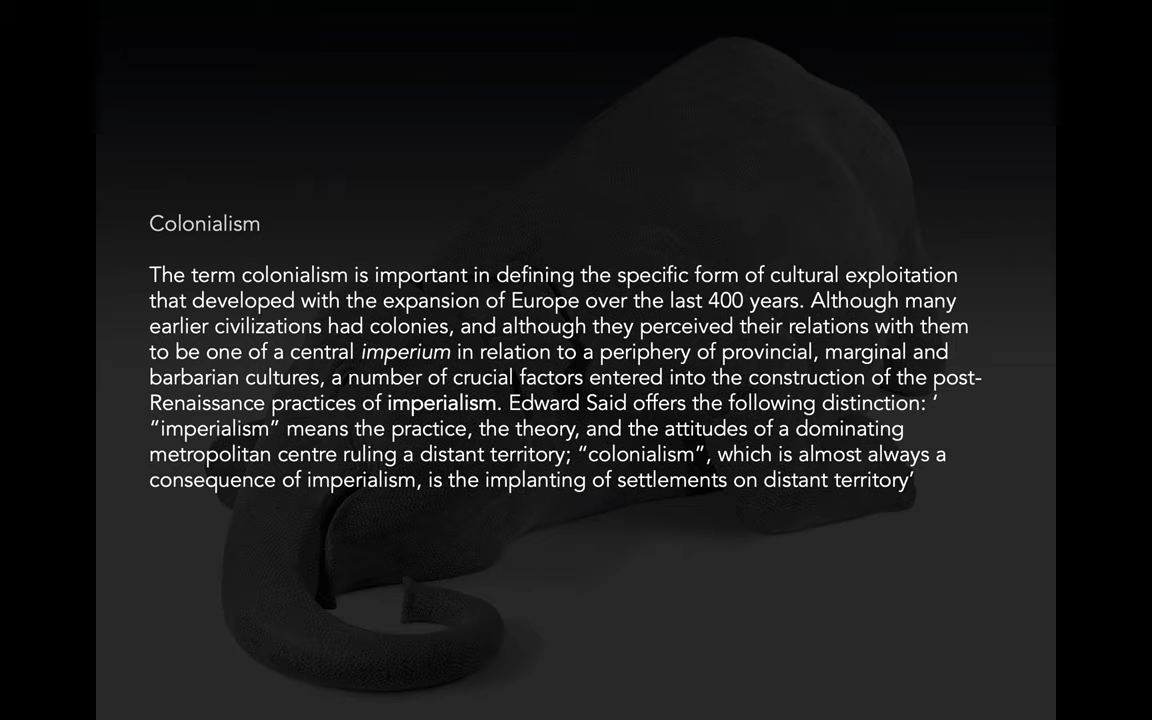 Colonialism
The term colonialism is important in defining the specific form of cultural exploitation
that developed with the expansion of Europe over the last 400 years. Although many
earlier civilizations had colonies, and although they perceived their relations with them
to be one of a central imperium in relation to a periphery of provincial, marginal and
barbarian cultures, a number of crucial factors entered into the construction of the post-
Renaissance practices of imperialism. Edward Said offers the following distinction: ‘
“imperialism” means the practice, the theory, and the attitudes of a dominating
metropolitan centre ruling a distant territory; “colonialism”, which is almost always a
consequence of imperialism, is the implanting of settlements on distant territory’